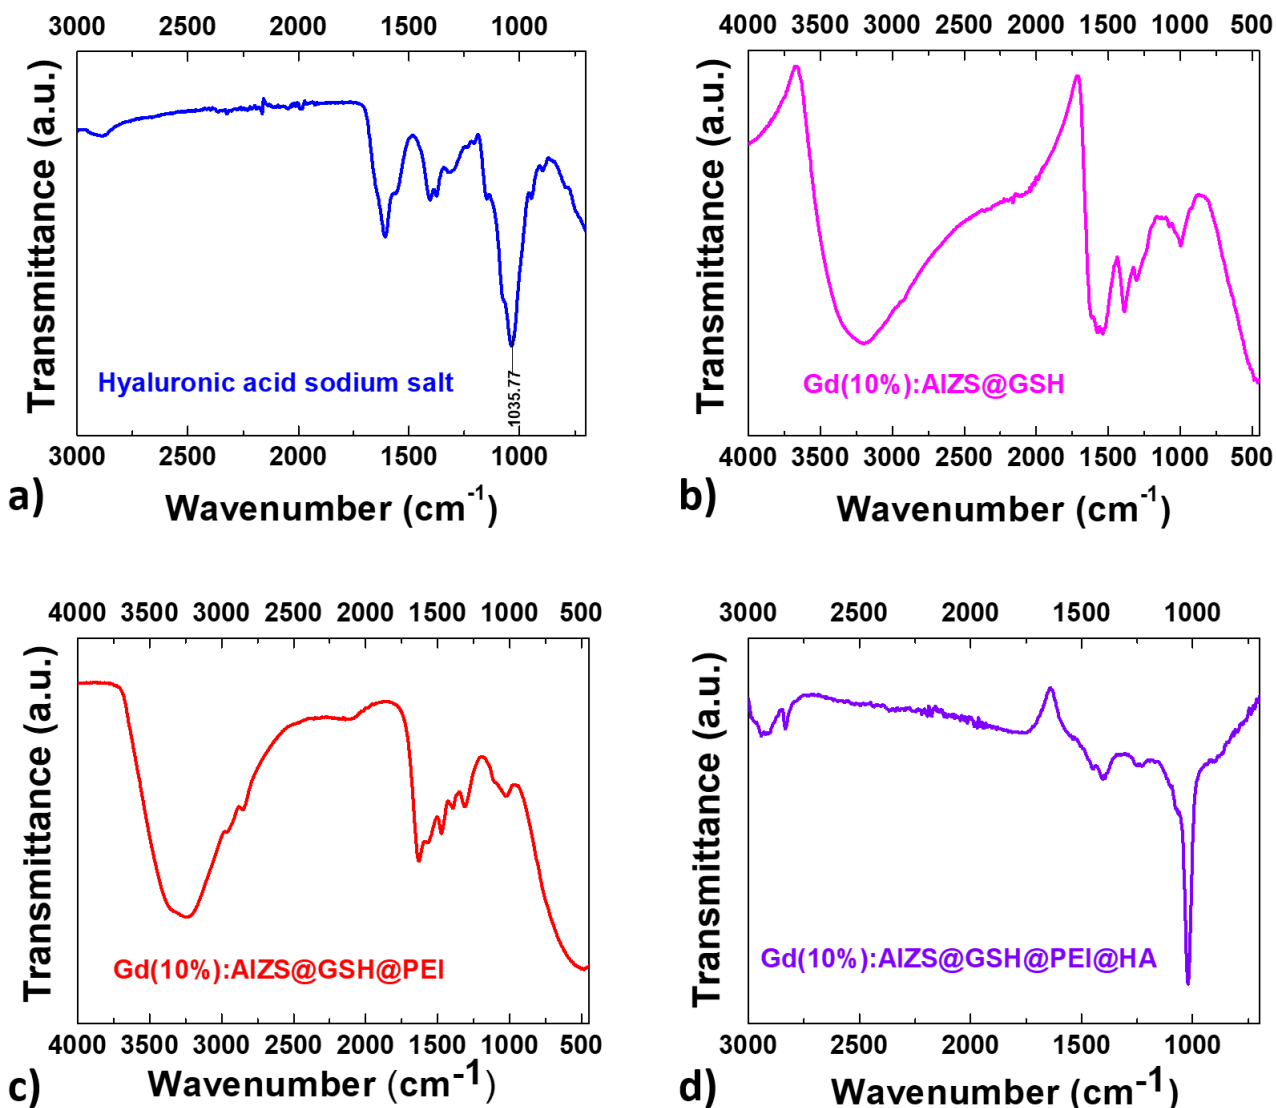 3000 2500 2000 1500 1000
Transmittance (a.u.)
Hyaluronic acid sodium salt
1035.77
3000 2500 2000 1500 1000
Wavenumber (cm-1)
a)
4000 3500 3000 2500 2000 1500 1000 500
Transmittance (a.u.)
Gd(10%):AIZS@GSH
4000 3500 3000 2500 2000 1500 1000 500
Wavenumber (cm-1)
b)
4000 3500 3000 2500 2000 1500 1000 500
Transmittance (a.u.)
Gd(10%):AIZS@GSH@PEI
4000 3500 3000 2500 2000 1500 1000 500
Wavenumber (cm-1)
c)
3000 2500 2000 1500 1000
Transmittance (a.u.)
Gd(10%):AIZS@GSH@PEI@HA
3000 2500 2000 1500 1000
Wavenumber (cm-1)
d)